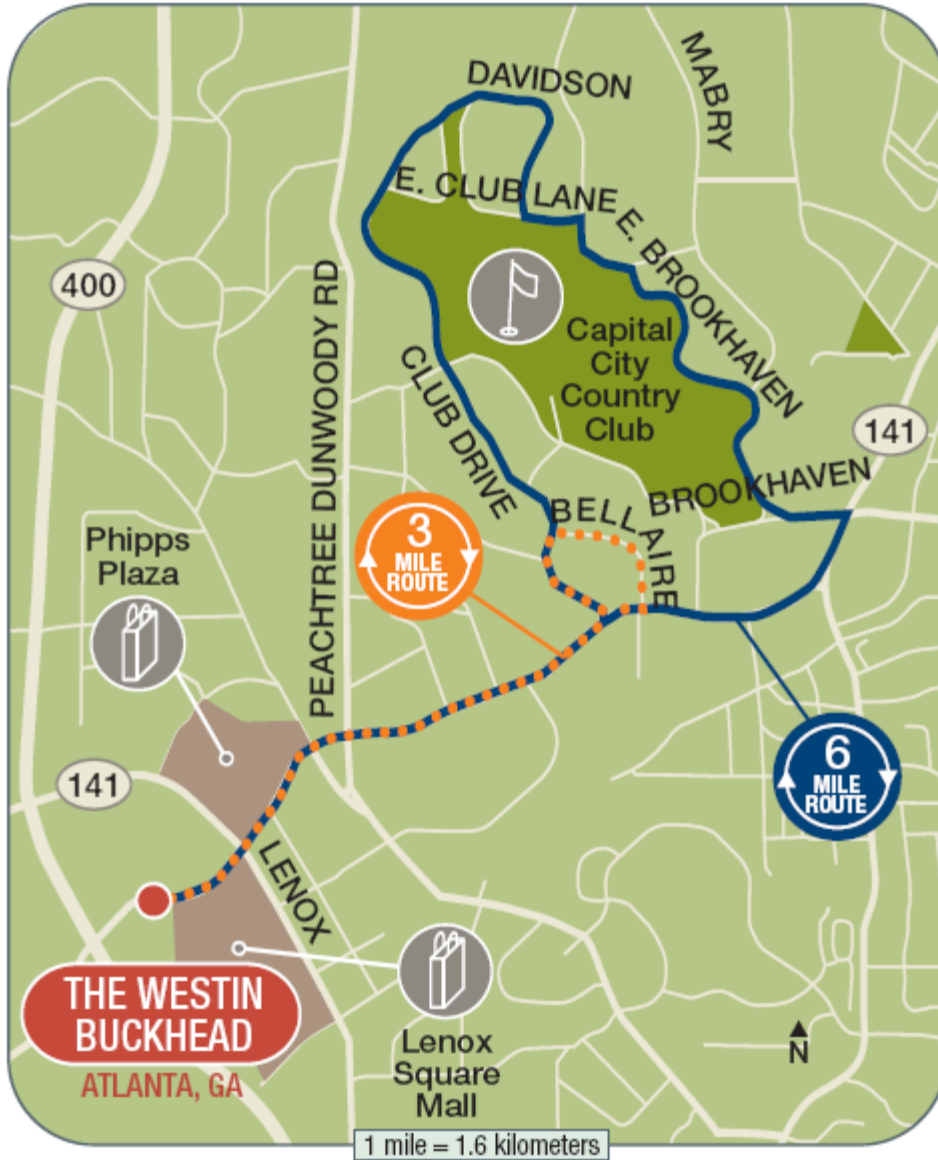 DAVIDSON
MABRY
E. CLUB LANE
E. BROOKHAVEN
400
PEACHTREE DUNWOODY RD
Capital
City
Country
Club
CLUB DRIVE
141
BROOKHAVEN
BELLAIRE
3
MILE
ROUTE
Phipps
Plaza
6
MILE
ROUTE
141
LENOX
THE WESTIN
BUCKHEAD
ATLANTA, GA
Lenox
Square
Mall
N
1 mile = 1.6 kilometers